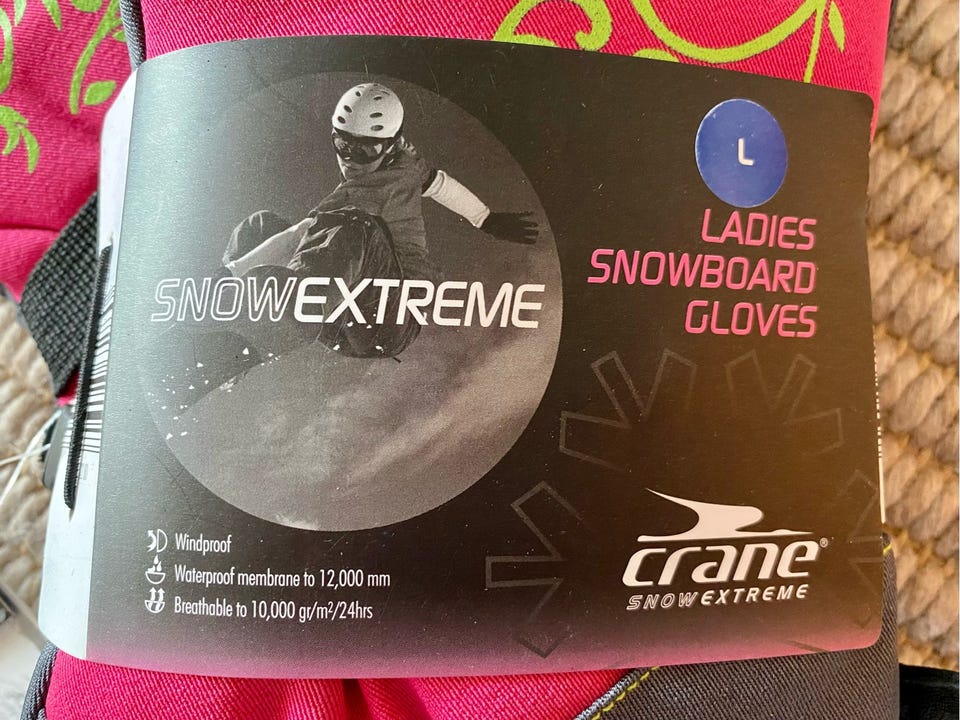 L
LADIES
SNOWBOARD
GLOVES
SNOWEXTREME
Windproof
Waterproof membrane to 12,000 mm
Breathable to 10,000 gr/m²/24hrs
crane®
SNOWEXTREME